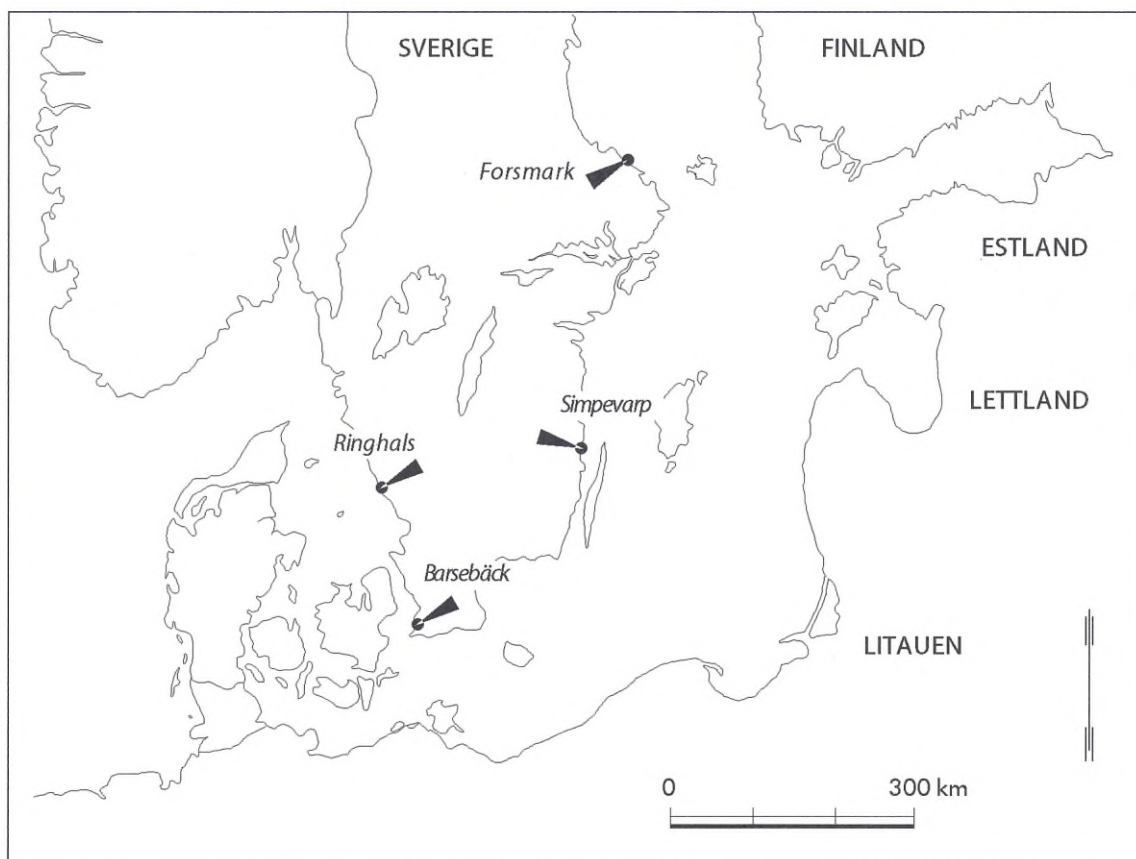 SVERIGE
FINLAND
Forsmark
ESTLAND
LETTLAND
Simpevarp
Ringhals
Barsebäck
LITAUEN
0 300 km